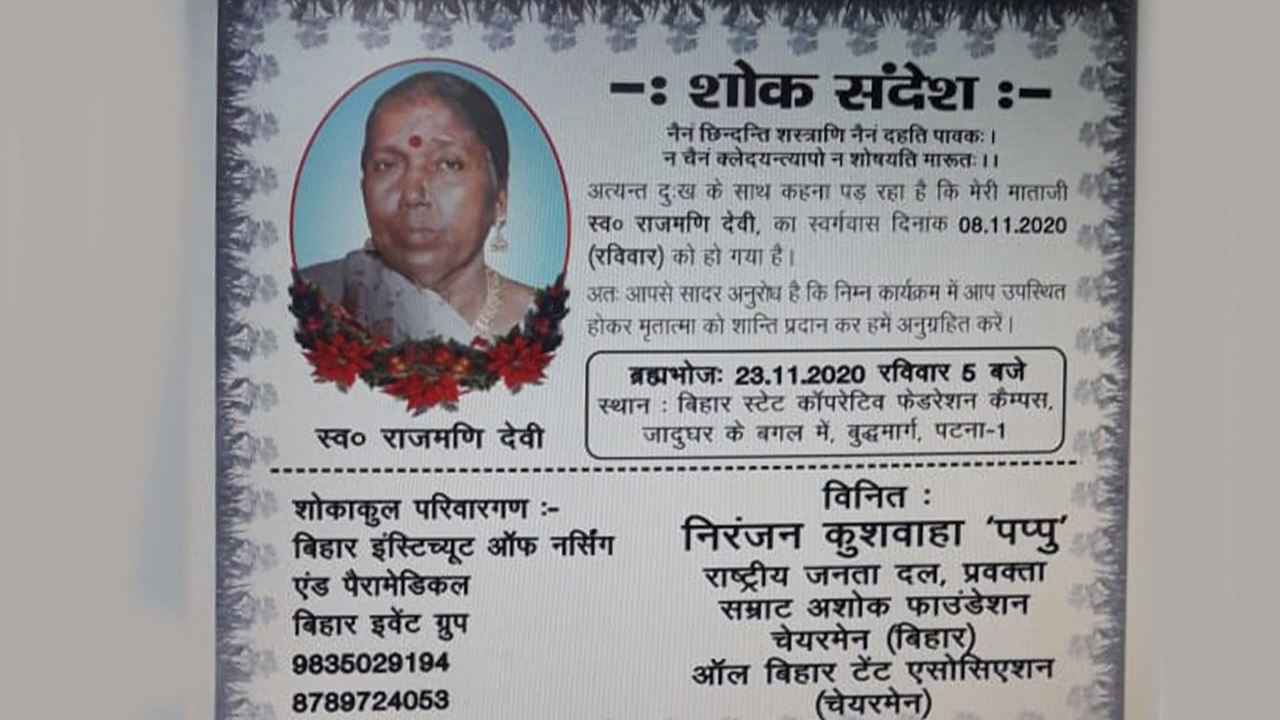 -: शोक संदेश :-
नैनं छिन्दन्ति शस्त्राणि नैनं दहति पावकः।
न चैनं क्लेदयन्त्यापो न शोषयति मारूतः।।
अत्यन्त दुःख के साथ कहना पड़ रहा है कि मेरी माताजी
स्व० राजमणि देवी, का स्वर्गवास दिनांक 08.11.2020
(रविवार) को हो गया है।
अतः आपसे सादर अनुरोध है कि निम्न कार्यक्रम में आप उपस्थित
होकर मृतात्मा को शान्ति प्रदान कर हमें अनुग्रहित करें।
ब्रह्मभोजः 23.11.2020 रविवार 5 बजे
स्थान : बिहार स्टेट कॉपरेटिव फेडरेशन कैम्पस,
जादुघर के बगल में, बुद्धमार्ग, पटना-1
स्व० राजमणि देवी
शोकाकुल परिवारगण :-
बिहार इंस्टिच्यूट ऑफ नर्सिंग
एंड पैरामेडिकल
बिहार इवेंट ग्रुप
9835029194
8789724053
विनित :
निरंजन कुशवाहा ‘पप्पु’
राष्ट्रीय जनता दल, प्रवक्ता
सम्राट अशोक फाउंडेशन
चेयरमेन (बिहार)
ऑल बिहार टेंट एसोसिएशन
(चेयरमेन)